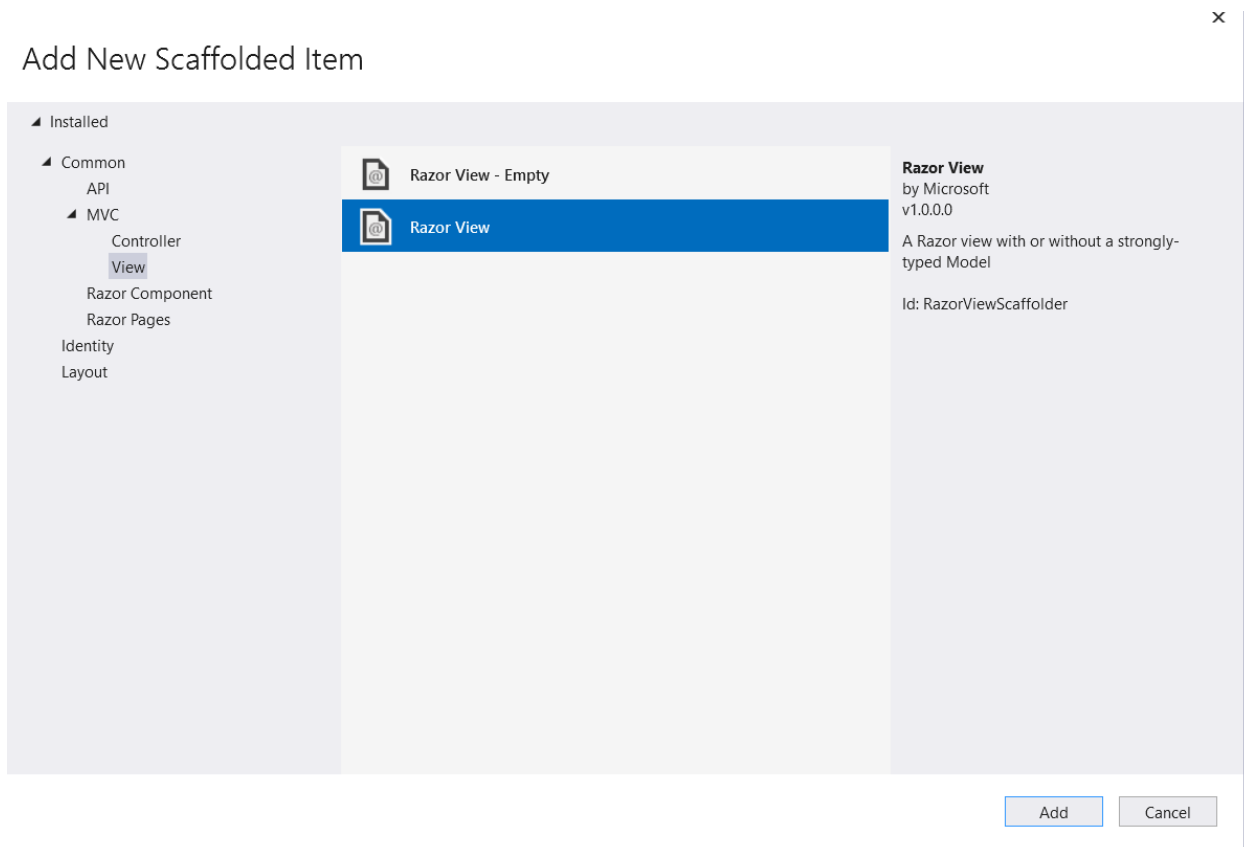 Add New Scaffolded Item
Installed
Common
API
MVC
Controller
View
Razor Component
Razor Pages
Identity
Layout
Razor View - Empty
Razor View
Razor View
by Microsoft
v1.0.0.0
A Razor view with or without a strongly-
typed Model
Id: RazorViewScaffolder
Add
Cancel